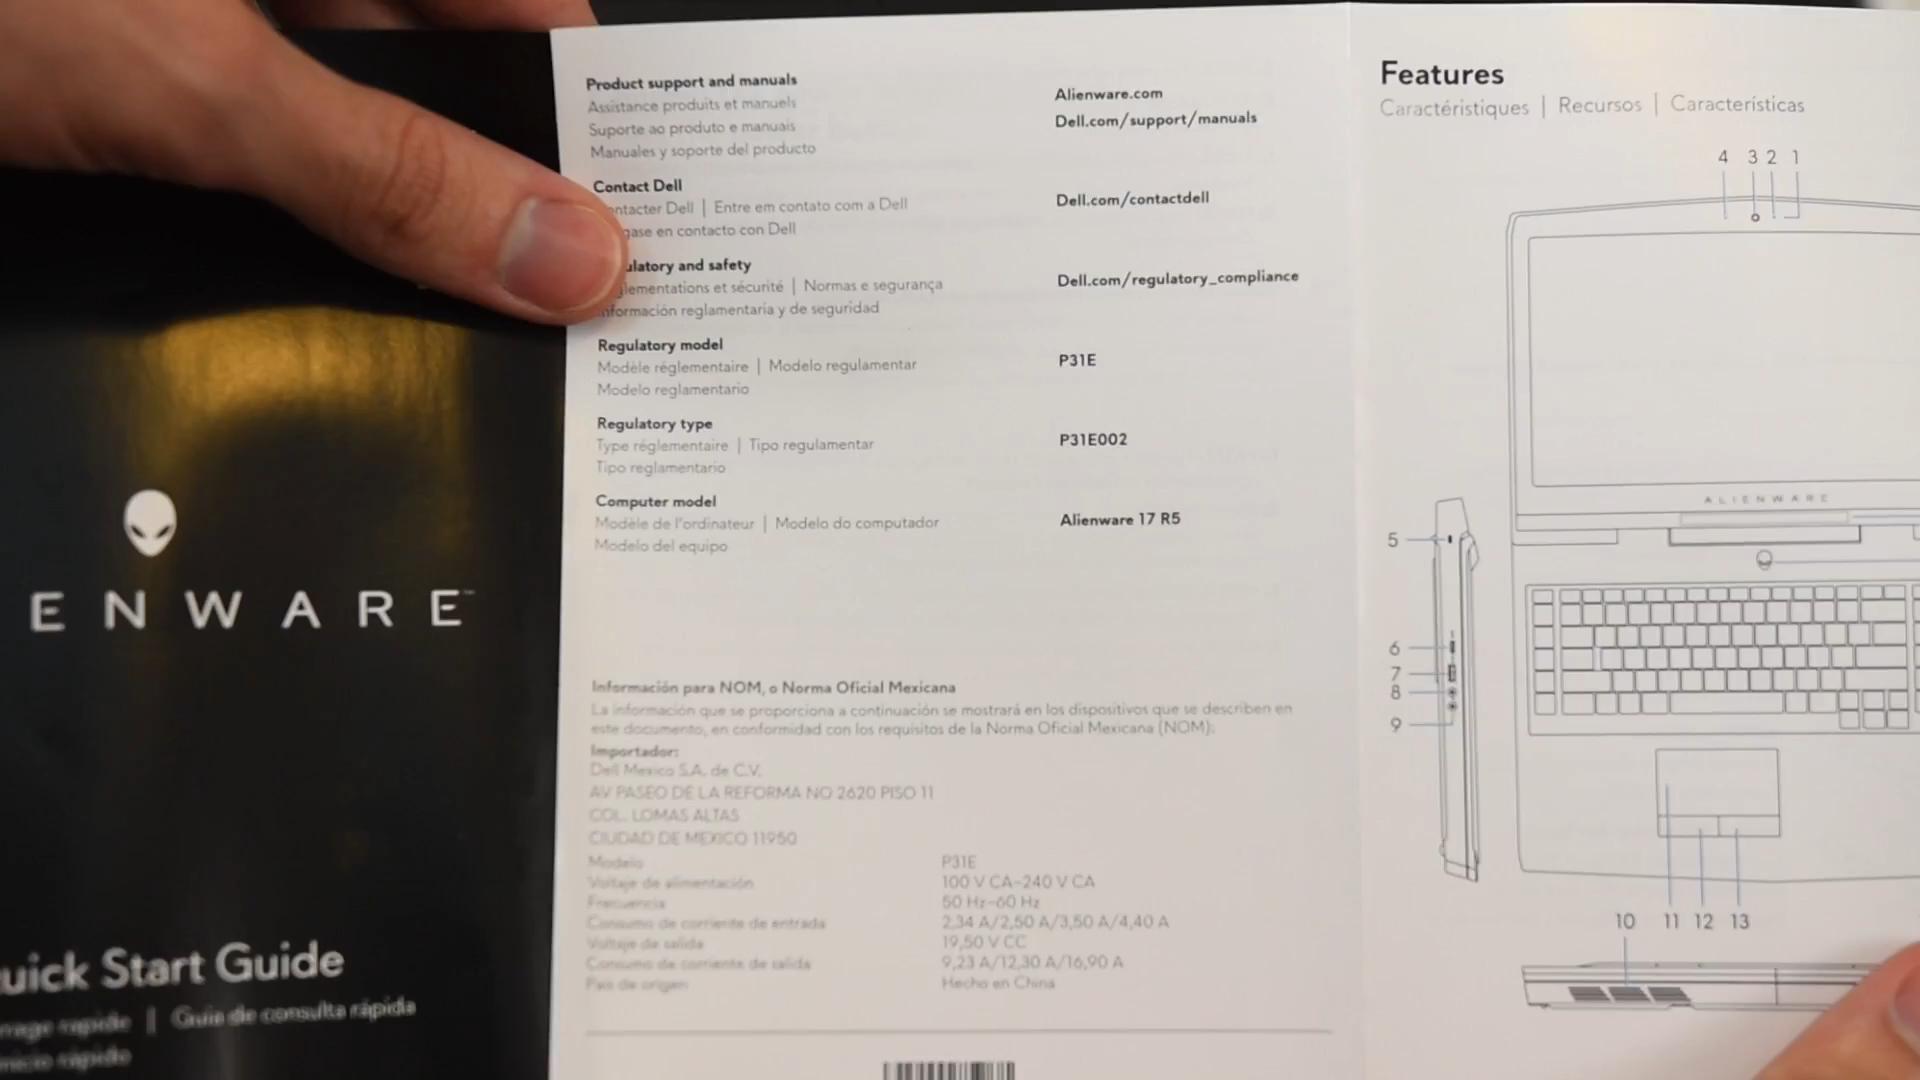 ENWARE™
uick Start Guide
rrage rapide | Guia de consulta rápida
inicio rápido
Product support and manuals
Assistance produits et manuels
Suporte ao produto e manuais
Manuales y soporte del producto
Alienware.com
Dell.com/support/manuals
Contact Dell
ntacter Dell | Entre em contato com a Dell
gase en contacto con Dell
Dell.com/contactdell
ulatory and safety
glementations et sécurité | Normas e segurança
nformación reglamentaria y de seguridad
Dell.com/regulatory_compliance
Regulatory model
Modèle réglementaire | Modelo regulamentar
Modelo reglamentario
P31E
Regulatory type
Type réglementaire | Tipo regulamentar
Tipo reglamentario
P31E002
Computer model
Modèle de l'ordinateur | Modelo do computador
Modelo del equipo
Alienware 17 R5
Información para NOM, o Norma Oficial Mexicana
La información que se proporciona a continuación se mostrará en los dispositivos que se describen en
este documento, en conformidad con los requisitos de la Norma Oficial Mexicana (NOM):
Importador:
Dell Mexico S.A. de C.V.
AV PASEO DE LA REFORMA NO 2620 PISO 11
COL. LOMAS ALTAS
CIUDAD DE MEXICO 11950
Modelo P31E
Voltaje de alimentación 100 V CA–240 V CA
Frecuencia 50 Hz–60 Hz
Consumo de corriente de entrada 2,34 A/2,50 A/3,50 A/4,40 A
Voltaje de salida 19,50 V CC
Consumo de corriente de salida 9,23 A/12,30 A/16,90 A
País de origen Hecho en China
Features
Caractéristiques | Recursos | Características
4 3 2 1
ALIENWARE
5
6
7
8
9
10 11 12 13